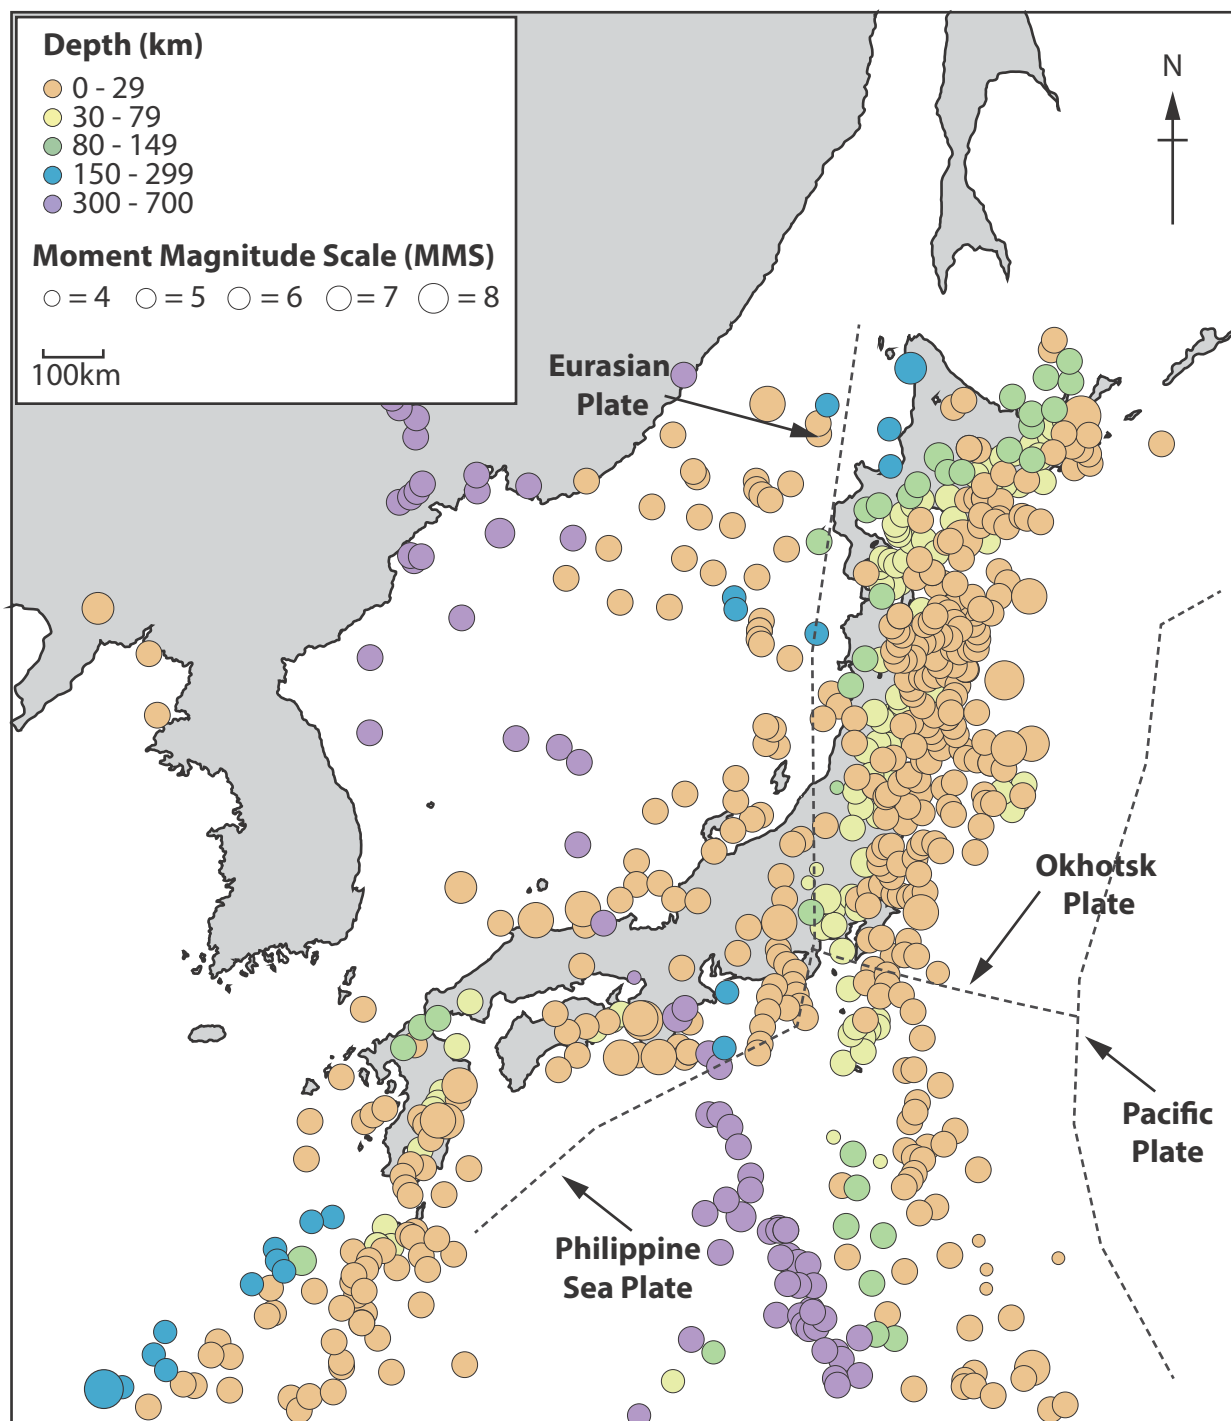 Depth (km)
0 - 29
30 - 79
80 - 149
150 - 299
300 - 700
Moment Magnitude Scale (MMS)
= 4 = 5 = 6 = 7 = 8
100km
N
Eurasian
Plate
Okhotsk
Plate
Pacific
Plate
Philippine
Sea Plate